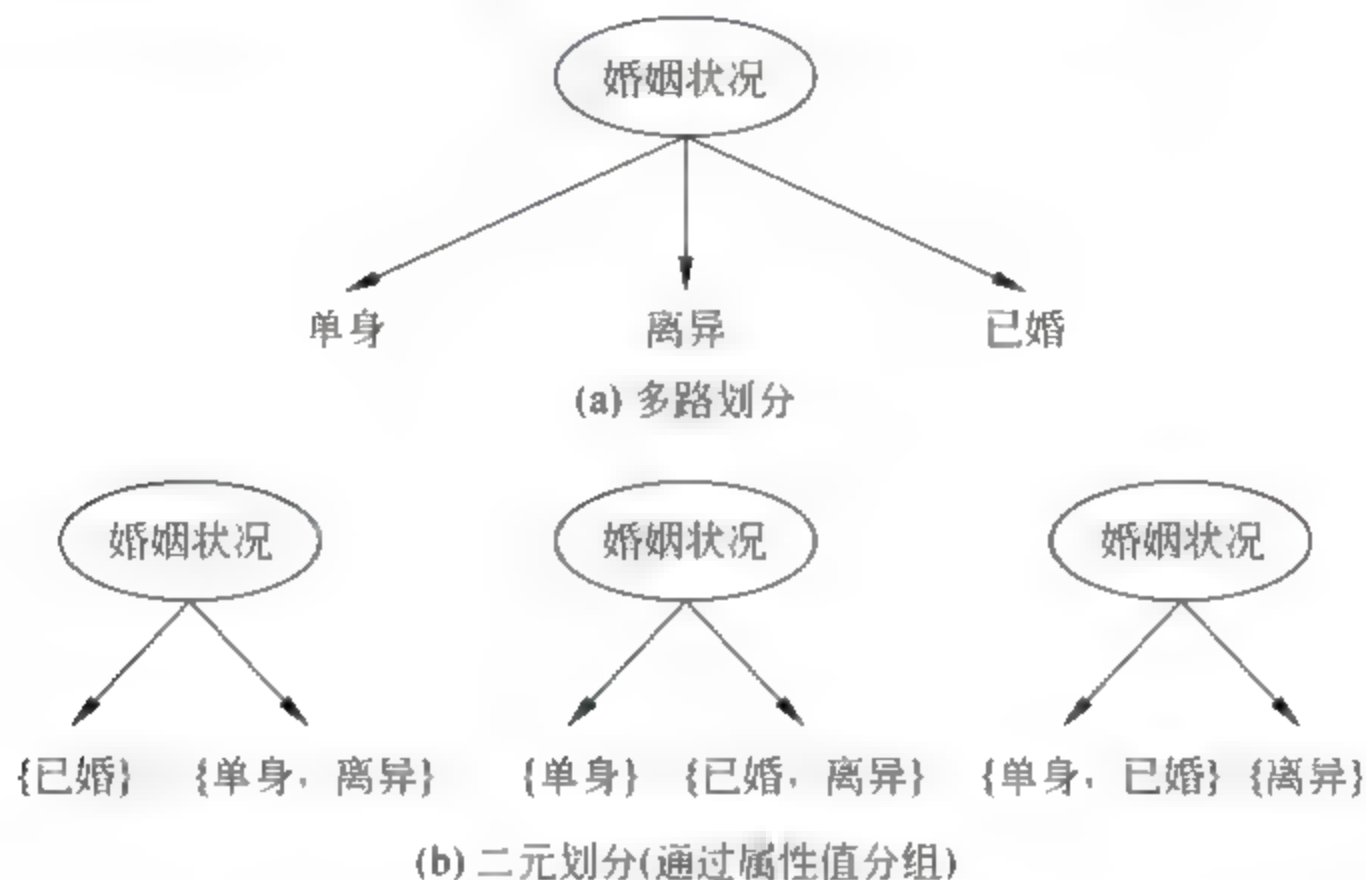 婚姻状况
单身 离异 已婚
(a) 多路划分
婚姻状况 婚姻状况 婚姻状况
{已婚} {单身，离异} {单身} {已婚，离异} {单身，已婚} {离异}
(b) 二元划分(通过属性值分组)